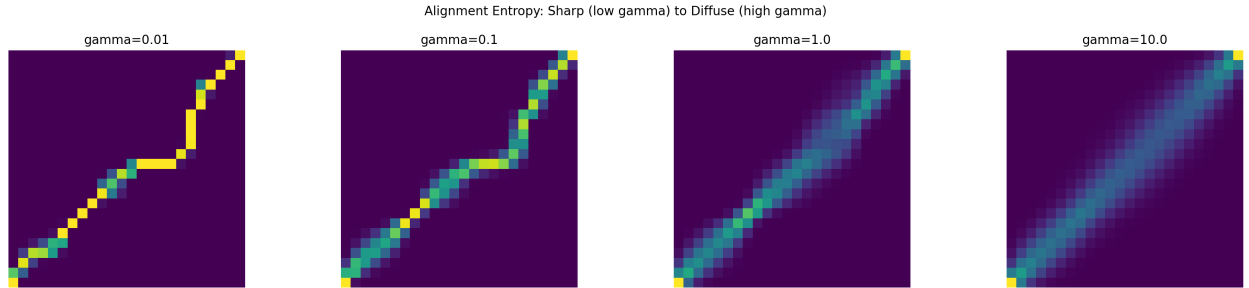 Alignment Entropy: Sharp (low gamma) to Diffuse (high gamma)
gamma=0.01
gamma=0.1
gamma=1.0
gamma=10.0